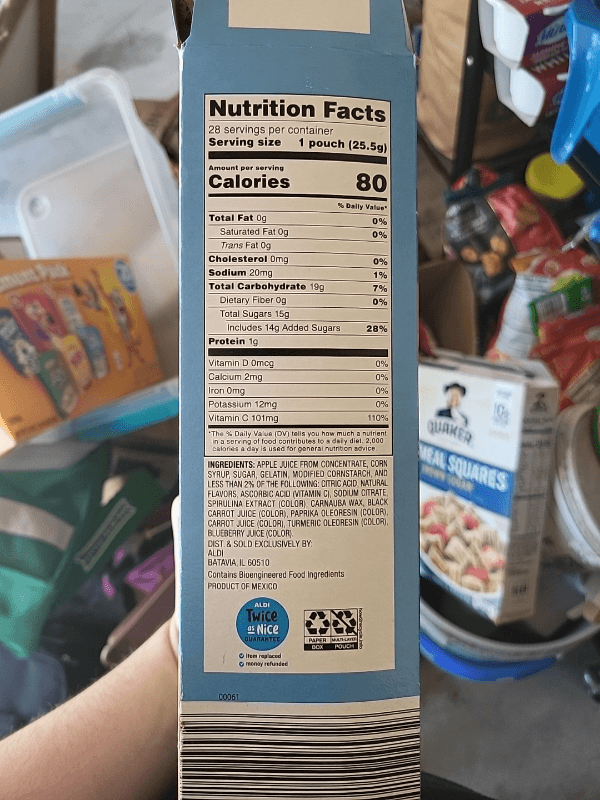 Nutrition Facts
28 servings per container
Serving size 1 pouch (25.5g)
Amount per serving
Calories 80
% Daily Value*
Total Fat 0g 0%
Saturated Fat 0g 0%
Trans Fat 0g
Cholesterol 0mg 0%
Sodium 20mg 1%
Total Carbohydrate 19g 7%
Dietary Fiber 0g 0%
Total Sugars 15g
Includes 14g Added Sugars 28%
Protein 1g
Vitamin D 0mcg 0%
Calcium 2mg 0%
Iron 0mg 0%
Potassium 12mg 0%
Vitamin C 101mg 110%
*The % Daily Value (DV) tells you how much a nutrient
in a serving of food contributes to a daily diet. 2,000
calories a day is used for general nutrition advice.
INGREDIENTS: APPLE JUICE FROM CONCENTRATE, CORN
SYRUP, SUGAR, GELATIN, MODIFIED CORNSTARCH, AND
LESS THAN 2% OF THE FOLLOWING: CITRIC ACID, NATURAL
FLAVORS, ASCORBIC ACID (VITAMIN C), SODIUM CITRATE,
SPIRULINA EXTRACT (COLOR), CARNAUBA WAX, BLACK
CARROT JUICE (COLOR), PAPRIKA OLEORESIN (COLOR),
CARROT JUICE (COLOR), TURMERIC OLEORESIN (COLOR),
BLUEBERRY JUICE (COLOR).
DIST. & SOLD EXCLUSIVELY BY:
ALDI
BATAVIA, IL 60510
Contains Bioengineered Food Ingredients
PRODUCT OF MEXICO
ALDI
Twice
as Nice
GUARANTEE
item replaced
money refunded
PAPER MULTI-LAYER
BOX POUCH
00061
QUAKER
MEAL SQUARES
BROWN SUGAR